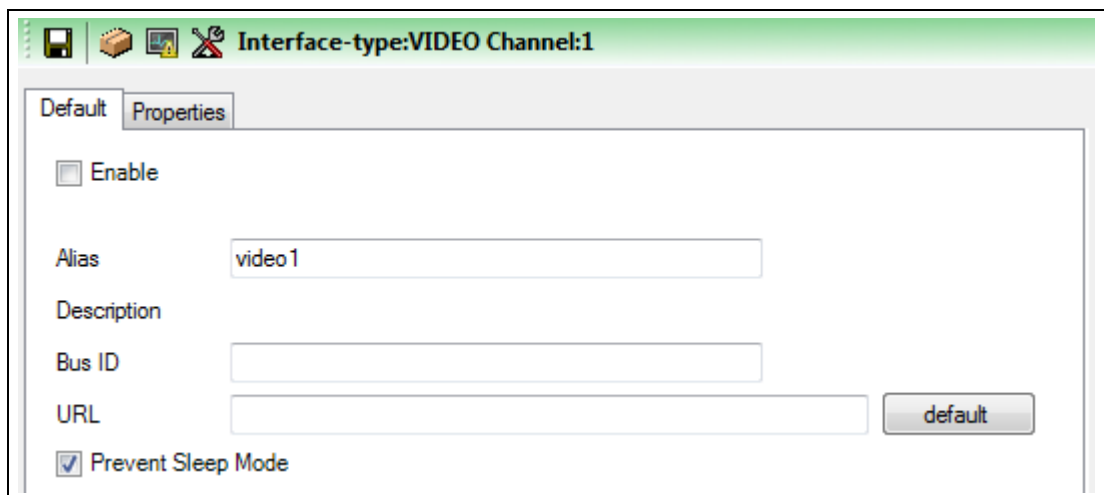 Interface-type:VIDEO Channel:1
Default Properties
Enable
Alias video1
Description
Bus ID
URL default
Prevent Sleep Mode